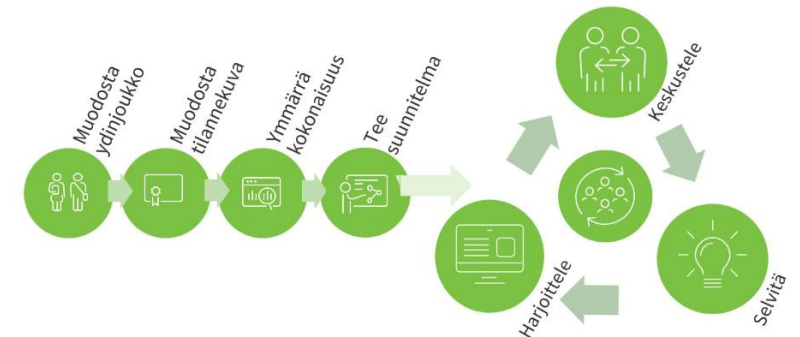 Muodosta
ydinjoukko
Muodosta
tilannekuva
Ymmärrä
kokonaisuus
Tee
suunnitelma
Keskustele
Selvitä
Harjoittele